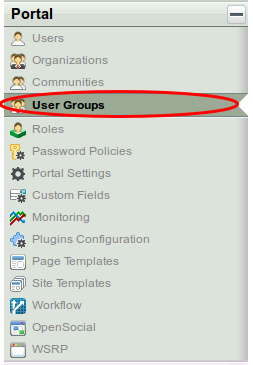 Portal
Users
Organizations
Communities
User Groups
Roles
Password Policies
Portal Settings
Custom Fields
Monitoring
Plugins Configuration
Page Templates
Site Templates
Workflow
OpenSocial
WSRP